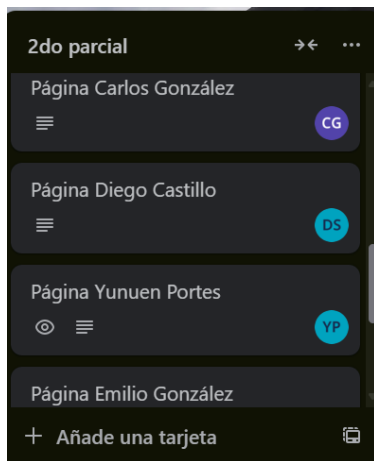 2do parcial
Página Carlos González
CG
Página Diego Castillo
DS
Página Yunuen Portes
YP
Página Emilio González
Añade una tarjeta